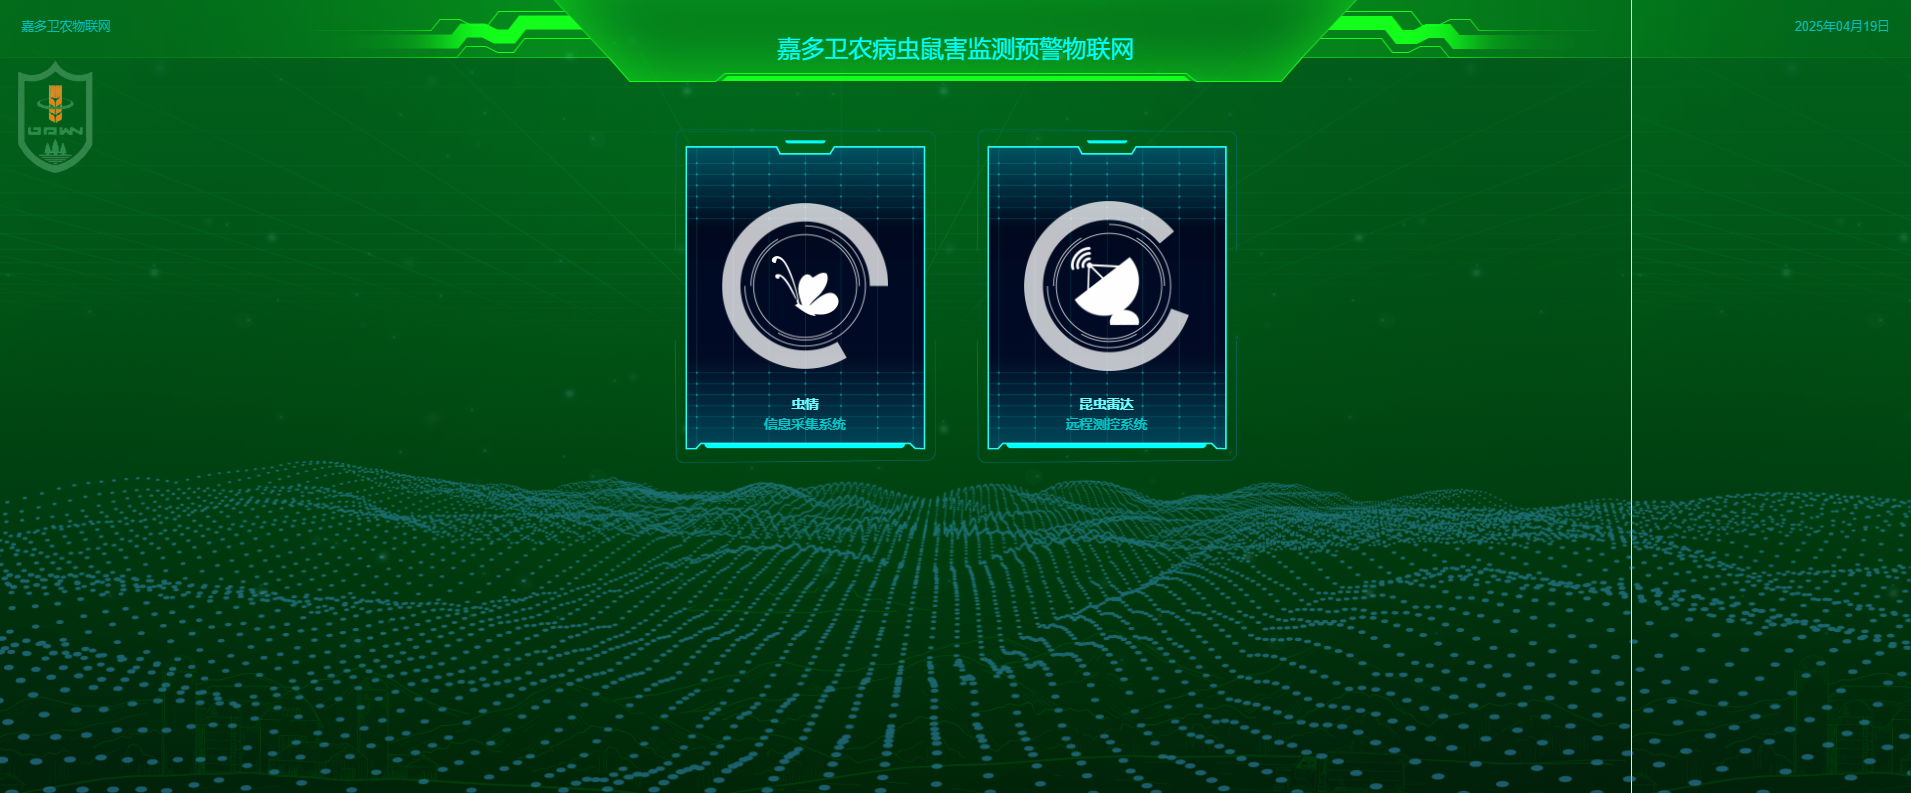 嘉多卫农物联网
嘉多卫农病虫鼠害监测预警物联网
2025年04月19日
虫情
信息采集系统
昆虫雷达
远程测控系统